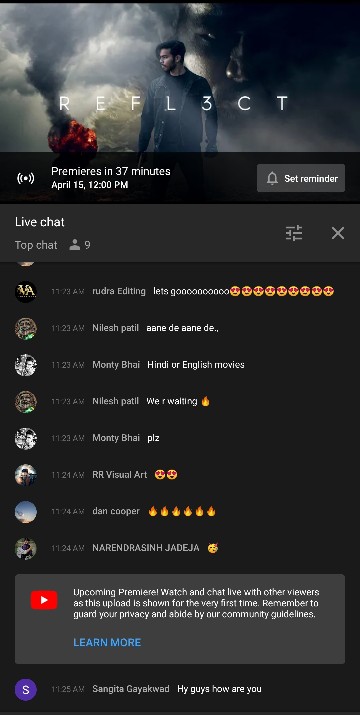 R E F L 3 C T
Premieres in 37 minutes
April 15, 12:00 PM
Set reminder
Live chat
Top chat 9
11:23 AM rudra Editing lets goooooooooo😍😍😍😍😍😍😍😍😍
11:23 AM Nilesh patil aane de aane de.,
11:23 AM Monty Bhai Hindi or English movies
11:23 AM Nilesh patil We r waiting 🔥
11:23 AM Monty Bhai plz
11:24 AM RR Visual Art 😍😍
11:24 AM dan cooper 🔥🔥🔥🔥🔥🔥
11:24 AM NARENDRASINH JADEJA 🥳
Upcoming Premiere! Watch and chat live with other viewers
as this upload is shown for the very first time. Remember to
guard your privacy and abide by our community guidelines.
LEARN MORE
S 11:25 AM Sangita Gayakwad Hy guys how are you